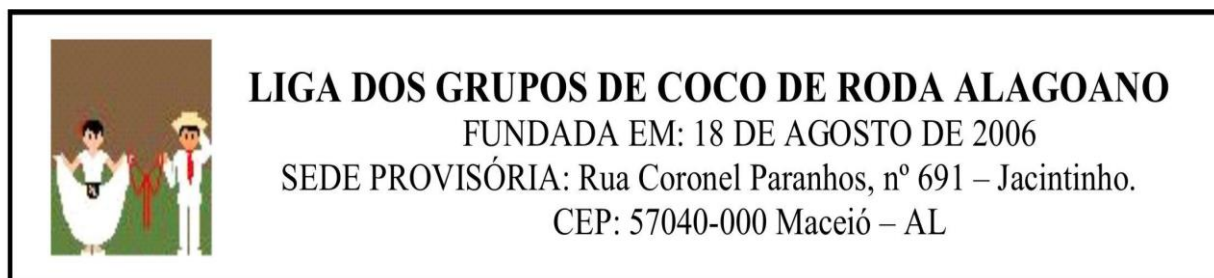 LIGA DOS GRUPOS DE COCO DE RODA ALAGOANO
FUNDADA EM: 18 DE AGOSTO DE 2006
SEDE PROVISÓRIA: Rua Coronel Paranhos, nº 691 – Jacintinho.
CEP: 57040-000 Maceió – AL